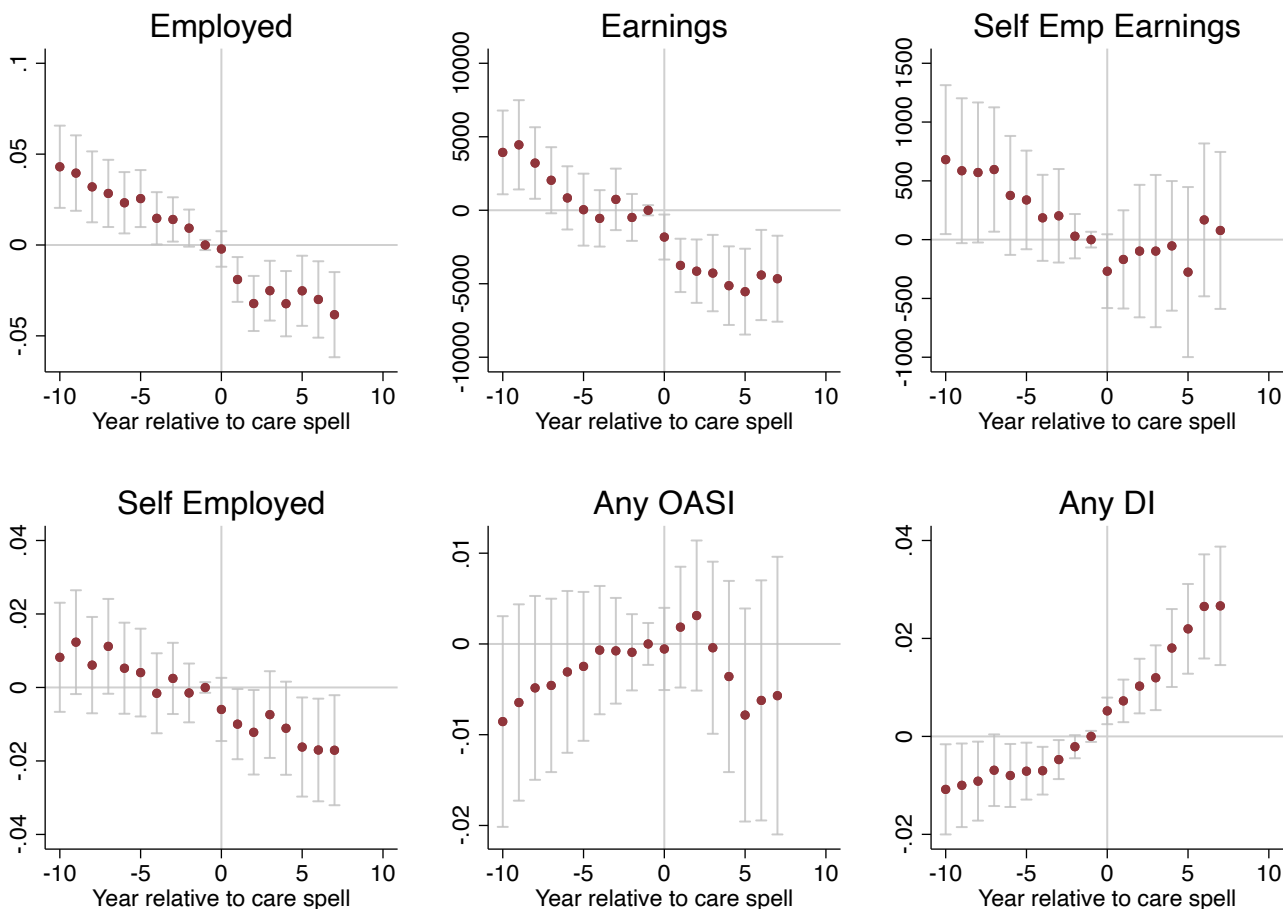 Employed
.1
.05
0
-.05
-10 -5 0 5 10
Year relative to care spell
Earnings
10000
5000
0
-5000
-10000
-10 -5 0 5 10
Year relative to care spell
Self Emp Earnings
1500
1000
500
0
-500
-1000
-10 -5 0 5 10
Year relative to care spell
Self Employed
.04
.02
0
-.02
-.04
-10 -5 0 5 10
Year relative to care spell
Any OASI
.01
0
-.01
-.02
-10 -5 0 5 10
Year relative to care spell
Any DI
.04
.02
0
-.02
-10 -5 0 5 10
Year relative to care spell